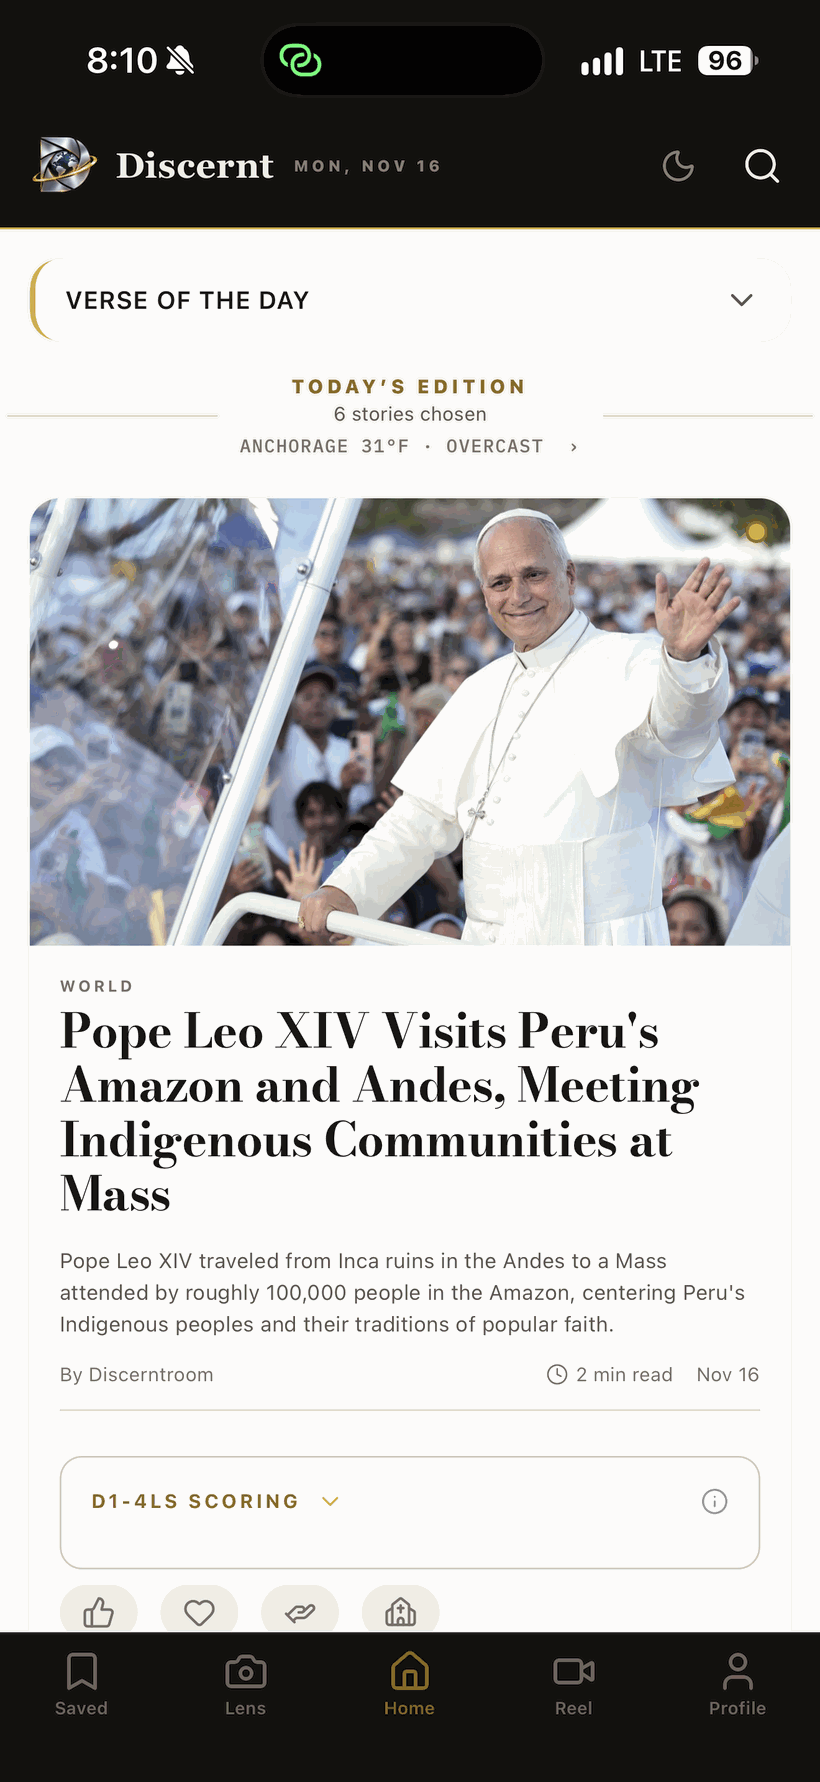 8:10
LTE
96
Discernt
MON, NOV 16
VERSE OF THE DAY
TODAY’S EDITION
6 stories chosen
ANCHORAGE 31°F · OVERCAST ›
WORLD
Pope Leo XIV Visits Peru's
Amazon and Andes, Meeting
Indigenous Communities at
Mass
Pope Leo XIV traveled from Inca ruins in the Andes to a Mass
attended by roughly 100,000 people in the Amazon, centering Peru's
Indigenous peoples and their traditions of popular faith.
By Discerntroom
2 min read
Nov 16
D1-4LS SCORING
Saved
Lens
Home
Reel
Profile